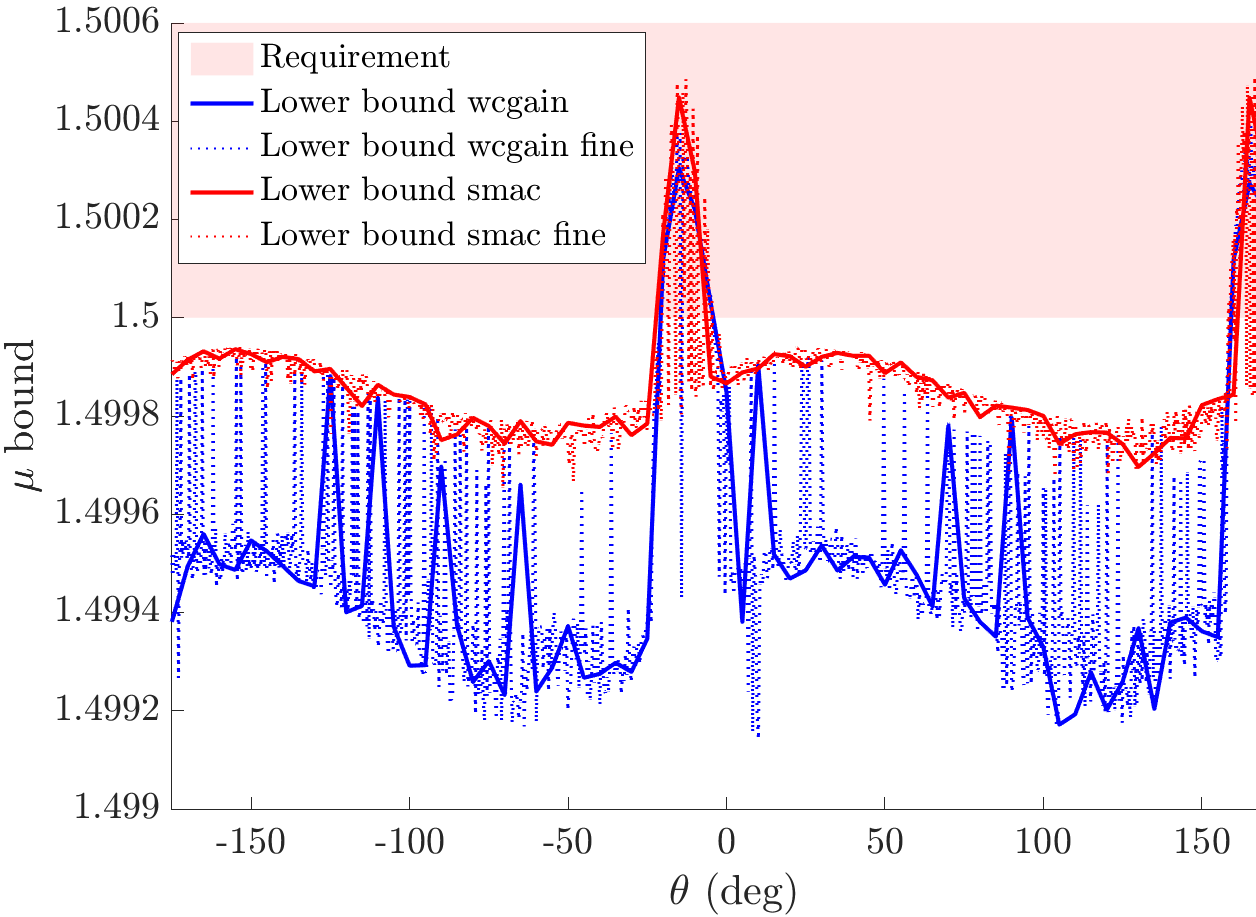 1.5006
1.5004
1.5002
1.5
1.4998
1.4996
1.4994
1.4992
1.499
μ bound
Requirement
Lower bound wcgain
Lower bound wcgain fine
Lower bound smac
Lower bound smac fine
-150 -100 -50 0 50 100 150
θ (deg)